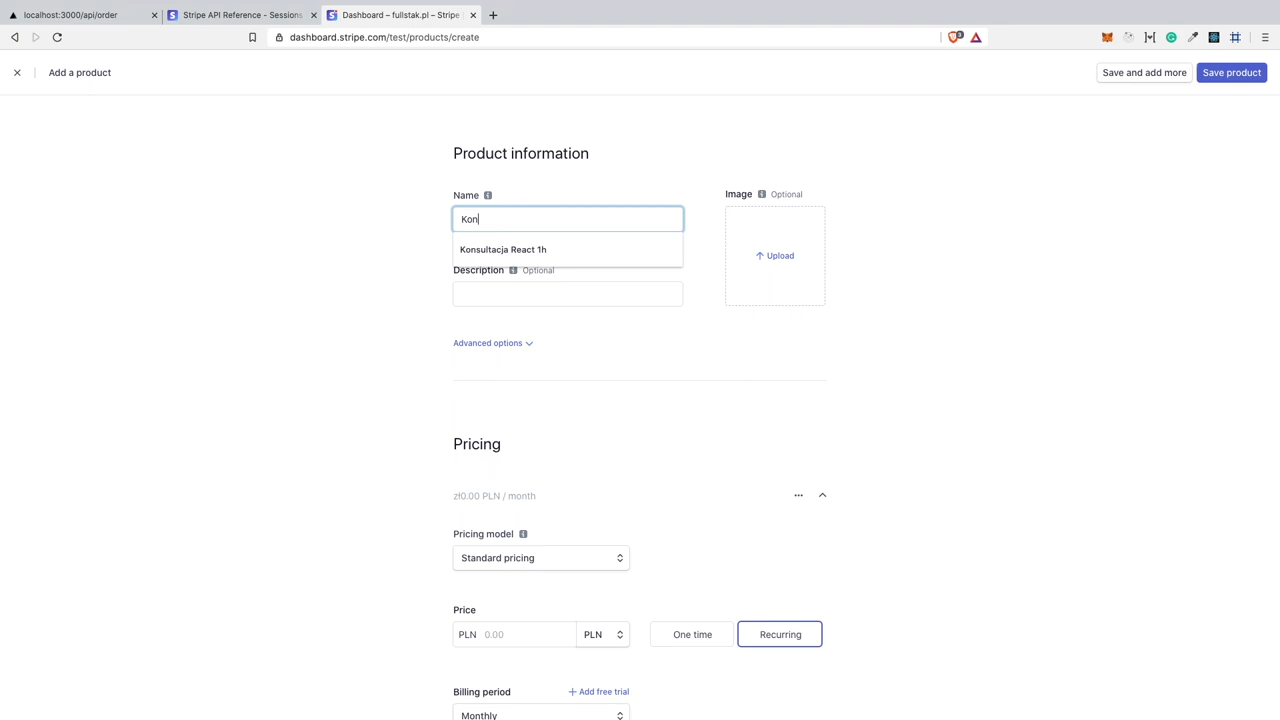 localhost:3000/api/order
Stripe API Reference - Sessions
Dashboard – fullstak.pl – Stripe
dashboard.stripe.com/test/products/create
3
Add a product
Save and add more
Save product
Product information
Name
Image Optional
Kon
Upload
Konsultacja React 1h
Description Optional
Advanced options
Pricing
zł0.00 PLN / month
Pricing model
Standard pricing
Price
PLN 0.00 PLN
One time
Recurring
Billing period
Add free trial
Monthly